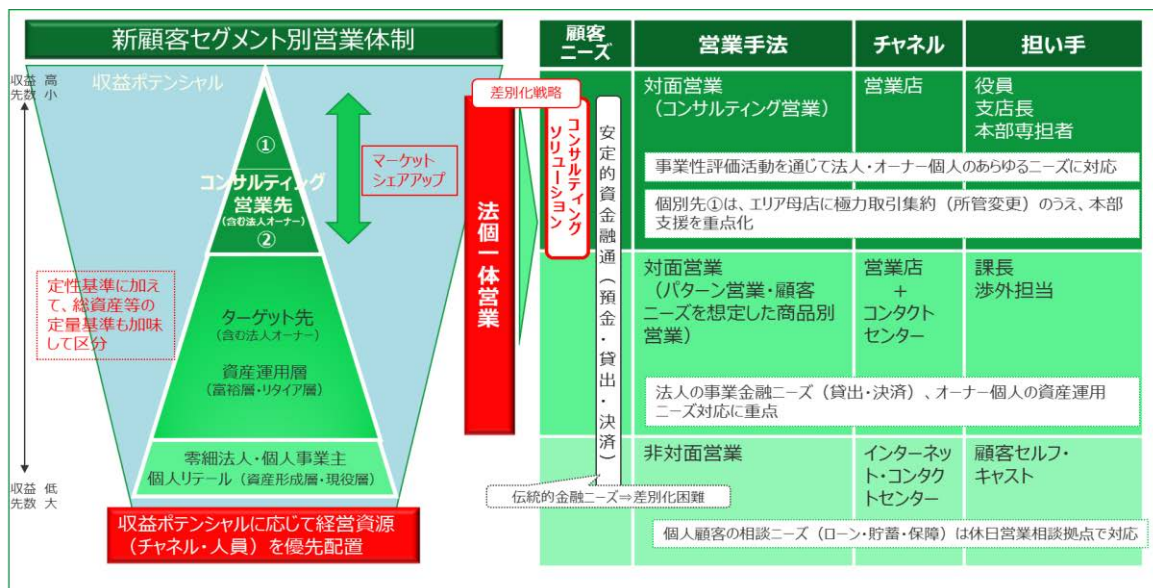 新顧客セグメント別営業体制
収益 高
先数 小
収益ポテンシャル
①
コンサルティング
営業先
(含む法人オーナー)
②
マーケット
シェアアップ
定性基準に加え
て、総資産等の
定量基準も加味
して区分
ターゲット先
(含む法人オーナー)
資産運用層
(富裕層・リタイア層)
零細法人・個人事業主
個人リテール(資産形成層・現役層)
収益 低
先数 大
収益ポテンシャルに応じて経営資源
(チャネル・人員)を優先配置
差別化戦略
法個一体営業
顧客
ニーズ
営業手法
チャネル
担い手
コンサルティング
ソリューション
安定的資金融通(預金・貸出・決済)
対面営業
(コンサルティング営業)
営業店
役員
支店長
本部専担者
事業性評価活動を通じて法人・オーナー個人のあらゆるニーズに対応
個別先①は、エリア母店に極力取引集約(所管変更)のうえ、本部
支援を重点化
対面営業
(パターン営業・顧客
ニーズを想定した商品別
営業)
営業店
+
コンタクト
センター
課長
渉外担当
法人の事業金融ニーズ(貸出・決済)、オーナー個人の資産運用
ニーズ対応に重点
非対面営業
インターネッ
ト・コンタク
トセンター
顧客セルフ・
キャスト
伝統的金融ニーズ⇒差別化困難
個人顧客の相談ニーズ(ローン・貯蓄・保障)は休日営業相談拠点で対応